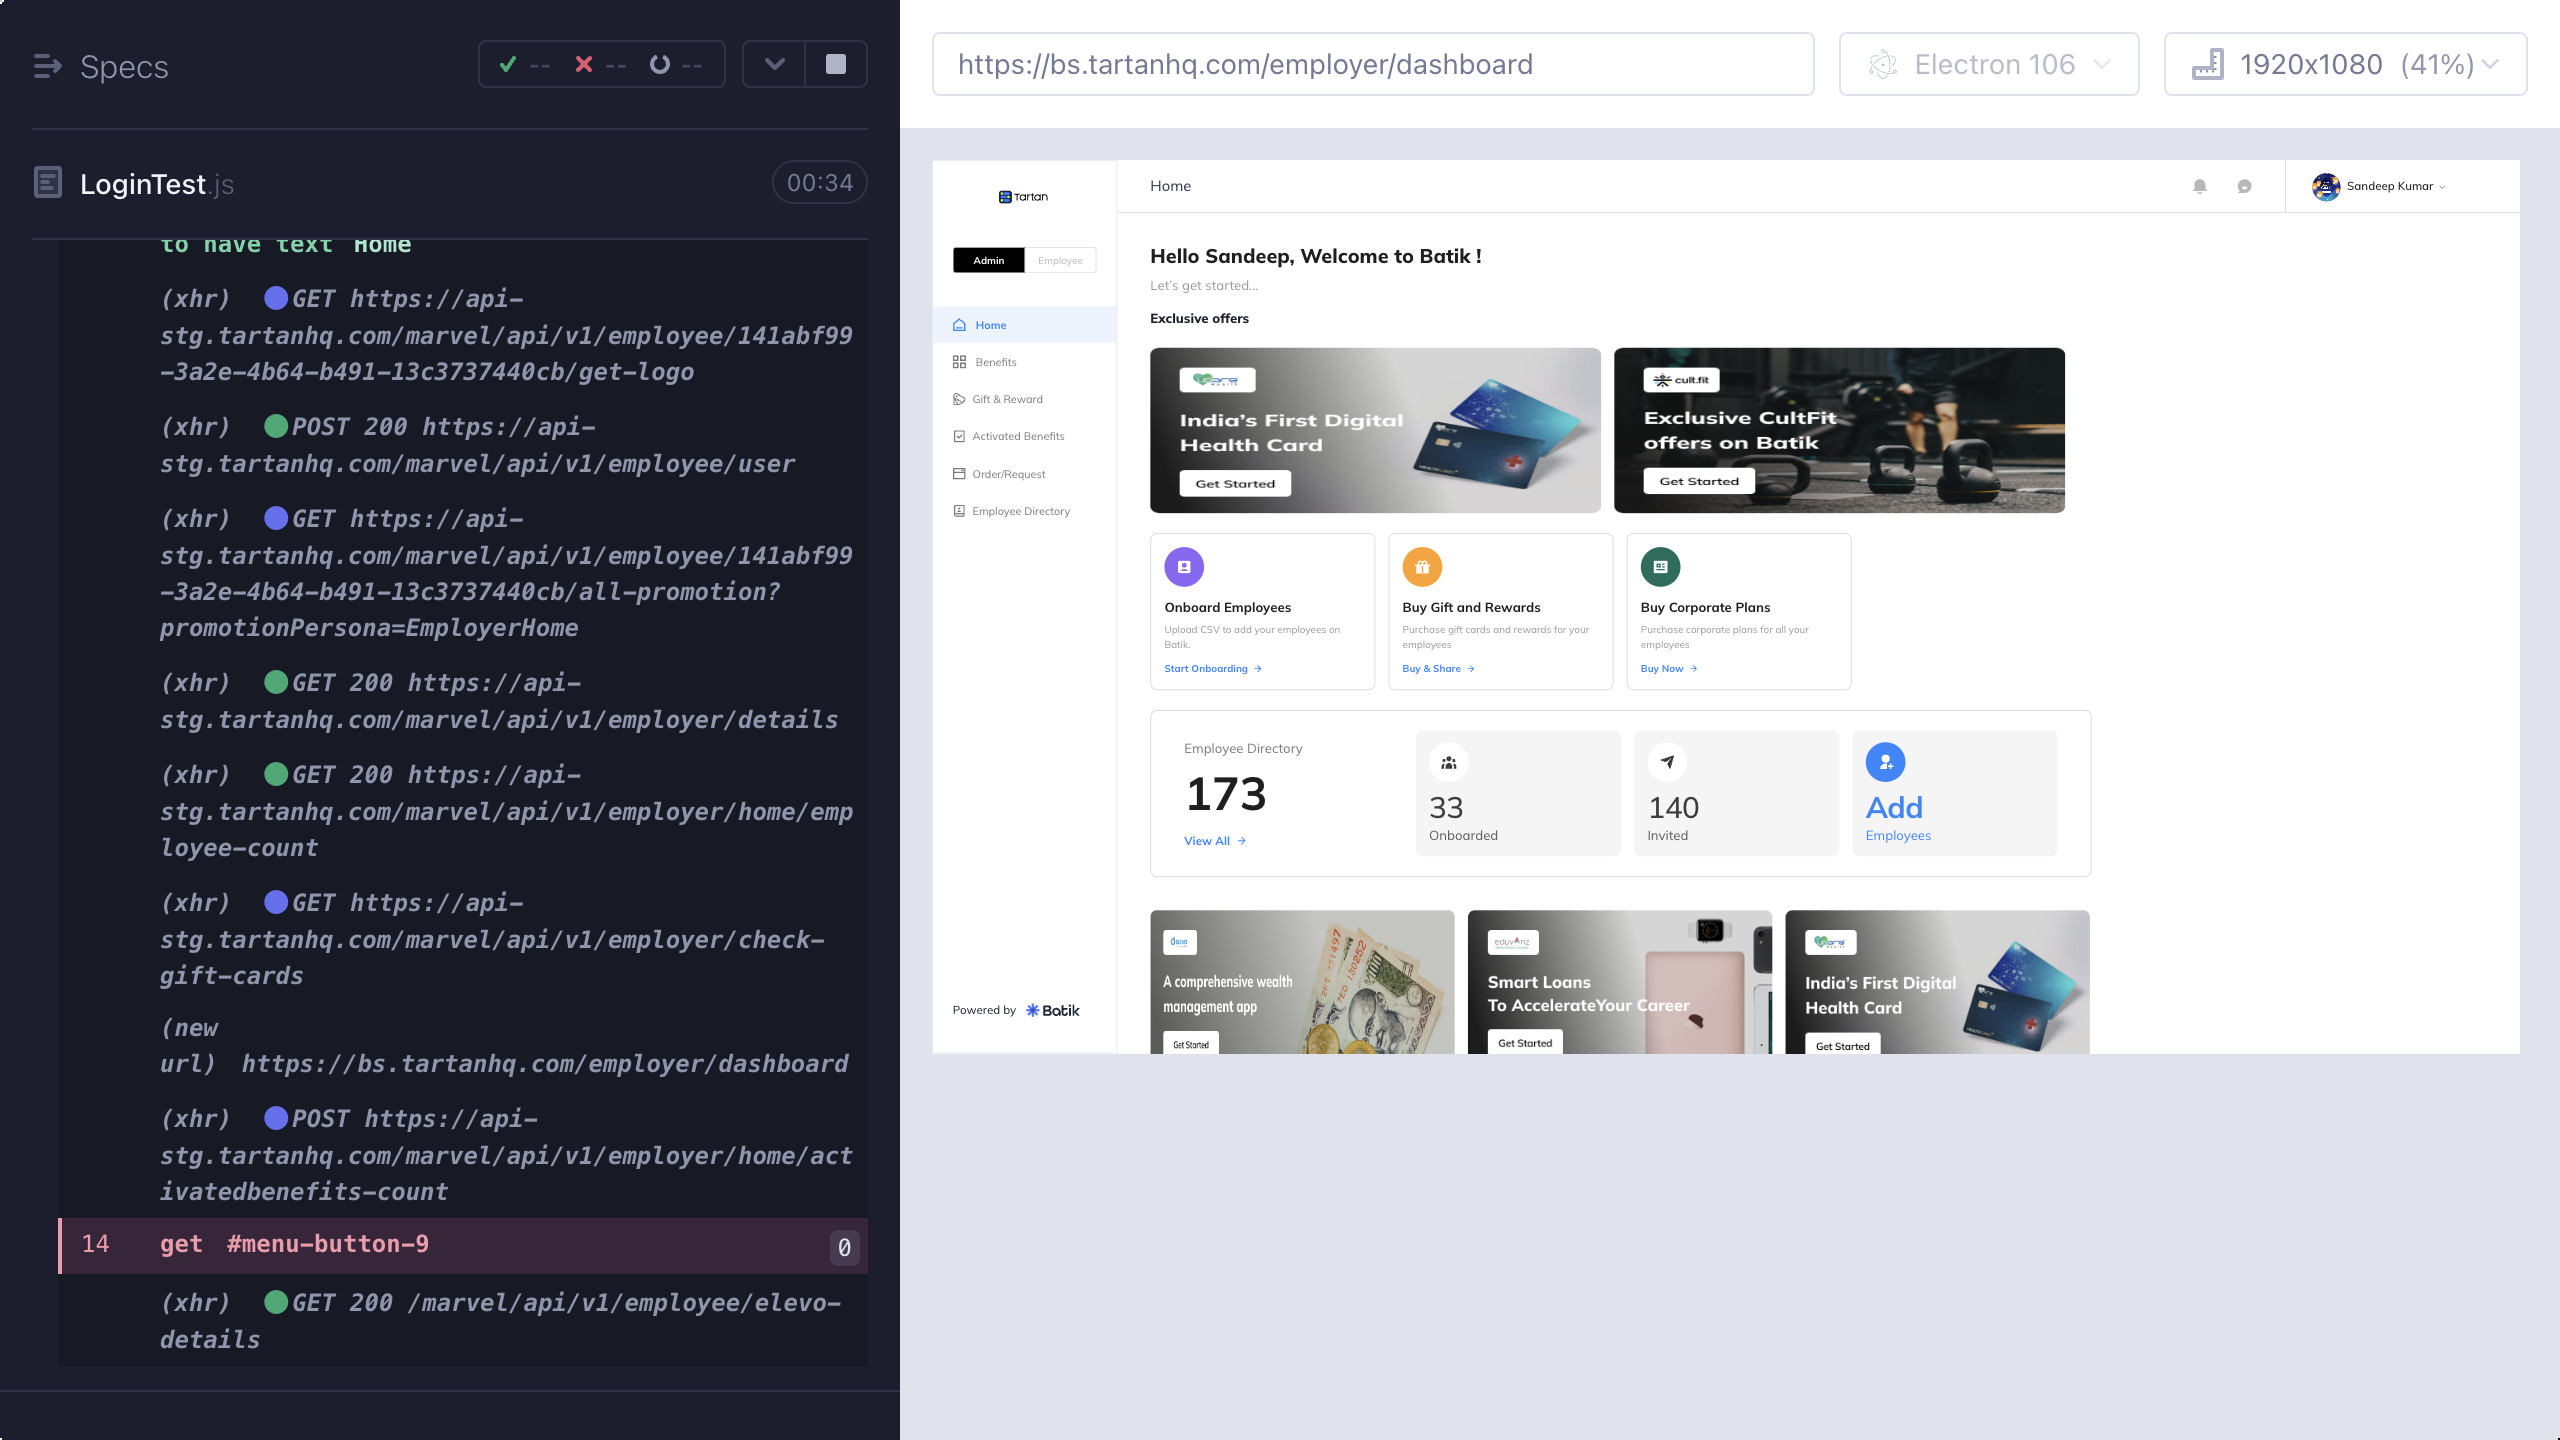 Specs
--
--
--
LoginTest.js
00:34
to have text Home
(xhr) GET https://api-
stg.tartanhq.com/marvel/api/v1/employee/141abf99
-3a2e-4b64-b491-13c3737440cb/get-logo
(xhr) POST 200 https://api-
stg.tartanhq.com/marvel/api/v1/employee/user
(xhr) GET https://api-
stg.tartanhq.com/marvel/api/v1/employee/141abf99
-3a2e-4b64-b491-13c3737440cb/all-promotion?
promotionPersona=EmployerHome
(xhr) GET 200 https://api-
stg.tartanhq.com/marvel/api/v1/employer/details
(xhr) GET 200 https://api-
stg.tartanhq.com/marvel/api/v1/employer/home/emp
loyee-count
(xhr) GET https://api-
stg.tartanhq.com/marvel/api/v1/employer/check-
gift-cards
(new
url) https://bs.tartanhq.com/employer/dashboard
(xhr) POST https://api-
stg.tartanhq.com/marvel/api/v1/employer/home/act
ivatedbenefits-count
14 get #menu-button-9 0
(xhr) GET 200 /marvel/api/v1/employee/elevo-
details
https://bs.tartanhq.com/employer/dashboard
Electron 106
1920x1080 (41%)
Tartan
Admin
Employee
Home
Benefits
Gift & Reward
Activated Benefits
Order/Request
Employee Directory
Powered by Batik
Home
Sandeep Kumar
Hello Sandeep, Welcome to Batik !
Let's get started...
Exclusive offers
India's First Digital
Health Card
Get Started
cult.fit
Exclusive CultFit
offers on Batik
Get Started
Onboard Employees
Upload CSV to add your employees on
Batik.
Start Onboarding
Buy Gift and Rewards
Purchase gift cards and rewards for your
employees
Buy & Share
Buy Corporate Plans
Purchase corporate plans for all your
employees
Buy Now
Employee Directory
173
View All
33
Onboarded
140
Invited
Add
Employees
A comprehensive wealth
management app
Get Started
eduvanz
Smart Loans
To AccelerateYour Career
Get Started
India's First Digital
Health Card
Get Started